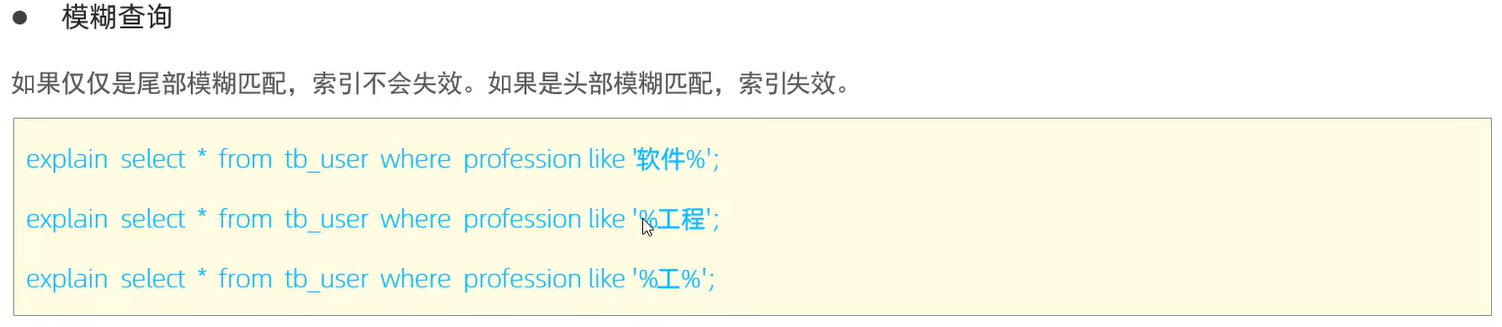 ● 模糊查询
如果仅仅是尾部模糊匹配，索引不会失效。如果是头部模糊匹配，索引失效。
explain select * from tb_user where profession like '软件%';
explain select * from tb_user where profession like '%工程';
explain select * from tb_user where profession like '%工%';